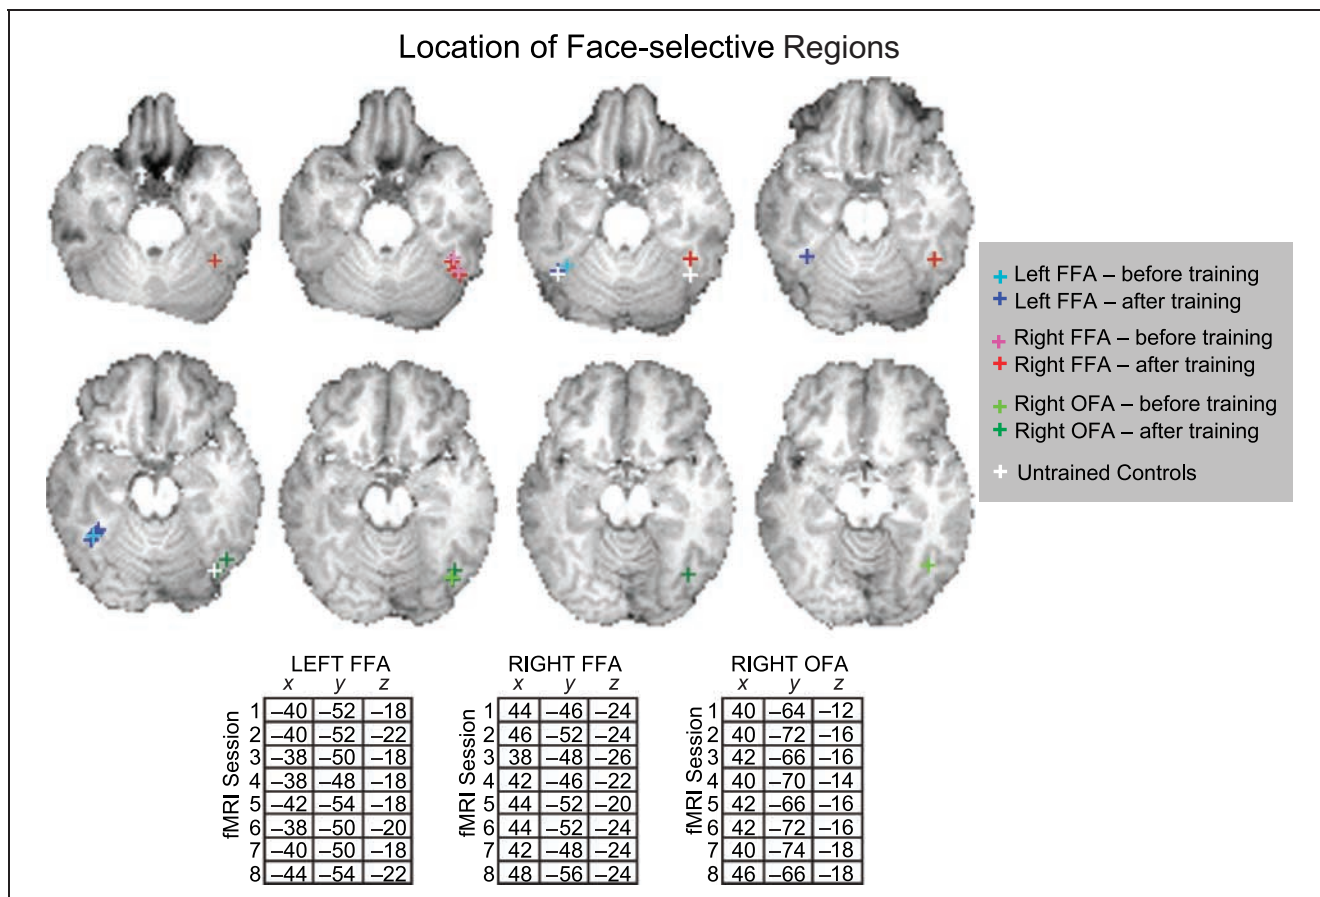 Location of Face-selective Regions
Left FFA – before training
Left FFA – after training
Right FFA – before training
Right FFA – after training
Right OFA – before training
Right OFA – after training
Untrained Controls
LEFT FFA
x y z
fMRI Session
1 –40 –52 –18
2 –40 –52 –22
3 –38 –50 –18
4 –38 –48 –18
5 –42 –54 –18
6 –38 –50 –20
7 –40 –50 –18
8 –44 –54 –22
RIGHT FFA
x y z
fMRI Session
1 44 –46 –24
2 46 –52 –24
3 38 –48 –26
4 42 –46 –22
5 44 –52 –20
6 44 –52 –24
7 42 –48 –24
8 48 –56 –24
RIGHT OFA
x y z
fMRI Session
1 40 –64 –12
2 40 –72 –16
3 42 –66 –16
4 40 –70 –14
5 42 –66 –16
6 42 –72 –16
7 40 –74 –18
8 46 –66 –18